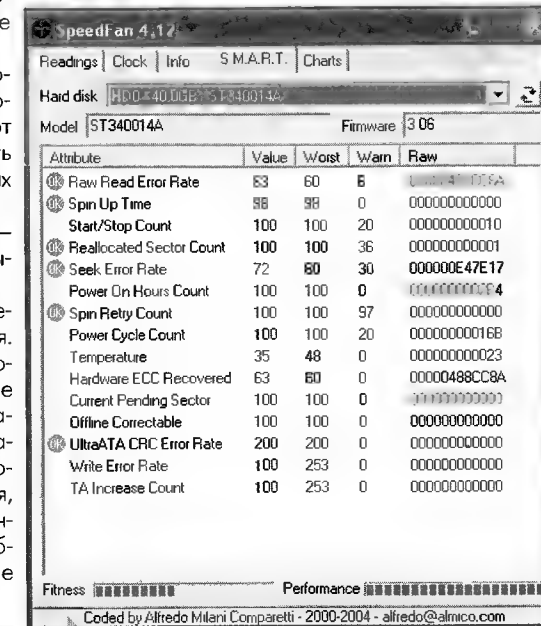 SpeedFan 4.12
Readings Clock Info S.M.A.R.T. Charts
Hard disk HD0 (40.0GB) ST340014A
Model ST340014A Firmware 3.06
Attribute Value Worst Warn Raw
Raw Read Error Rate 63 60 6
Spin Up Time 98 98 0 000000000000
Start/Stop Count 100 100 20 000000000010
Reallocated Sector Count 100 100 36 000000000001
Seek Error Rate 72 60 30 000000E47E17
Power On Hours Count 100 100 0
Spin Retry Count 100 100 97 000000000000
Power Cycle Count 100 100 20 00000000016B
Temperature 35 48 0 000000000023
Hardware ECC Recovered 63 60 0 00000488CC8A
Current Pending Sector 100 100 0 000000000000
Offline Correctable 100 100 0 000000000000
UltraATA CRC Error Rate 200 200 0 000000000000
Write Error Rate 100 253 0 000000000000
TA Increase Count 100 253 0 000000000000
Fitness Performance
Coded by Alfredo Milani Comparetti - 2000-2004 - alfredo@almico.com